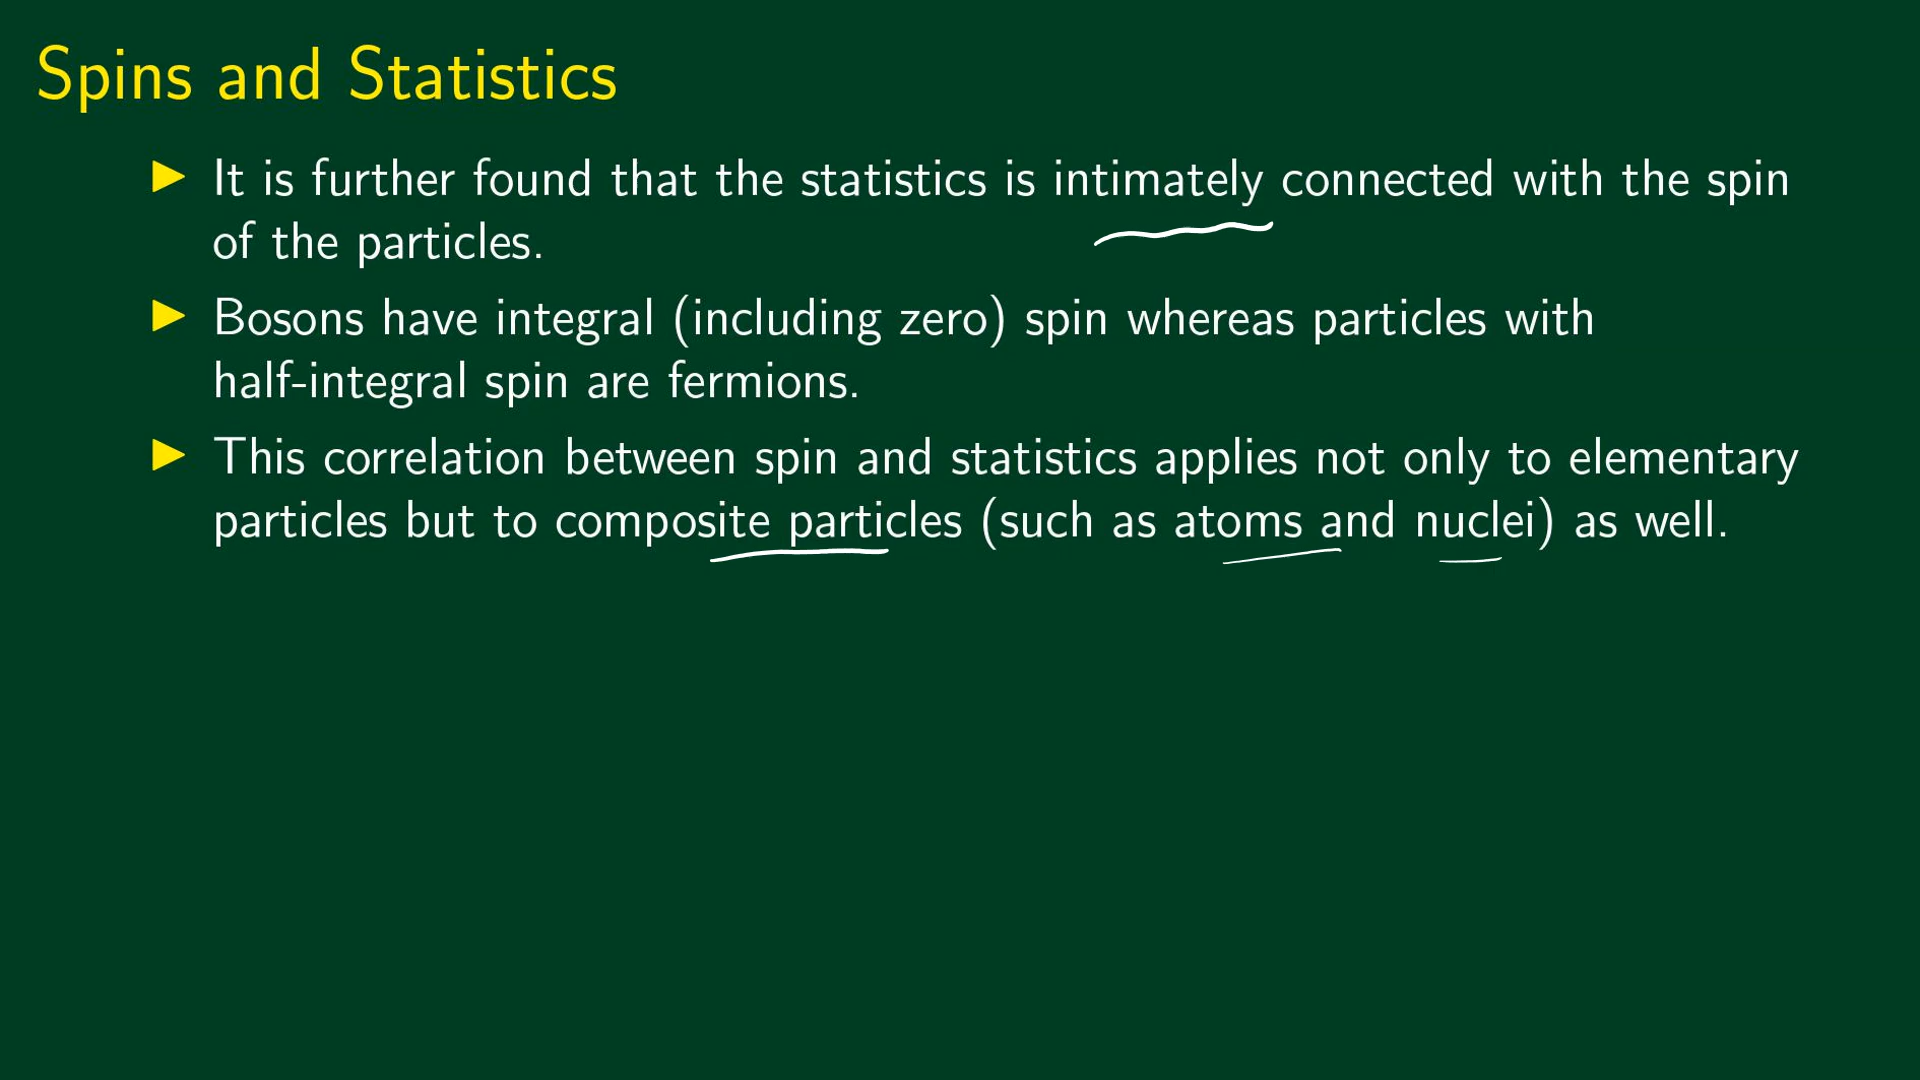 Spins and Statistics
It is further found that the statistics is intimately connected with the spin
of the particles.
Bosons have integral (including zero) spin whereas particles with
half-integral spin are fermions.
This correlation between spin and statistics applies not only to elementary
particles but to composite particles (such as atoms and nuclei) as well.